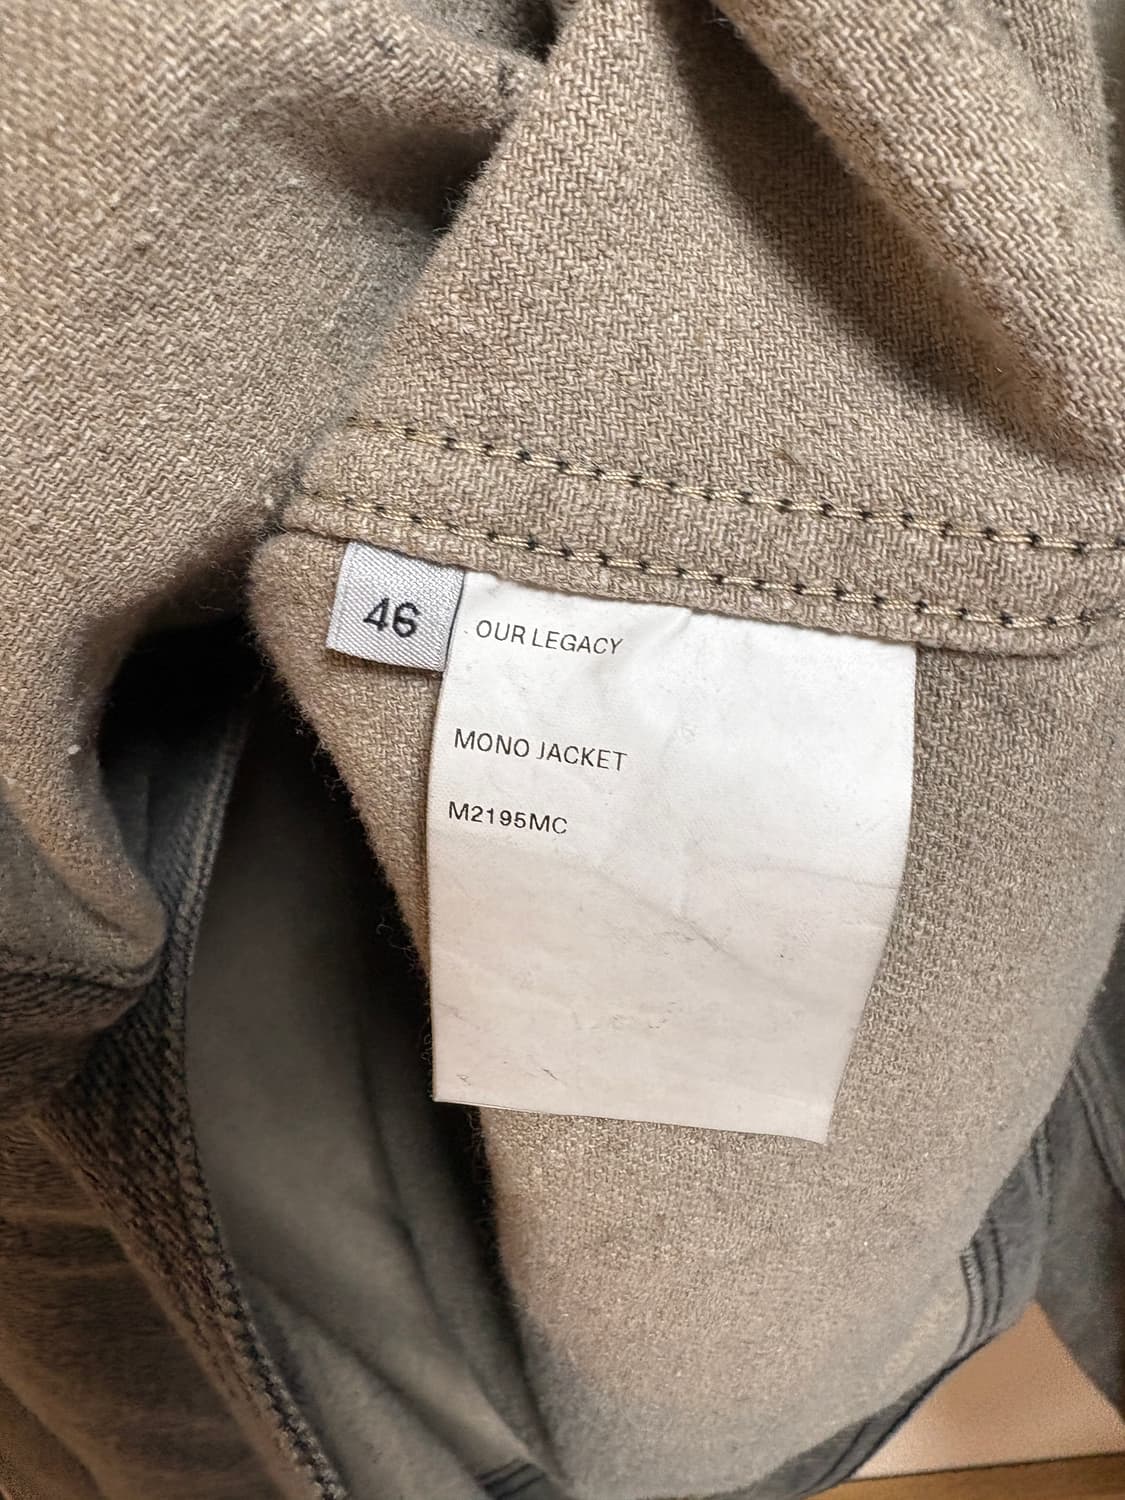 46
OUR LEGACY
MONO JACKET
M2195MC